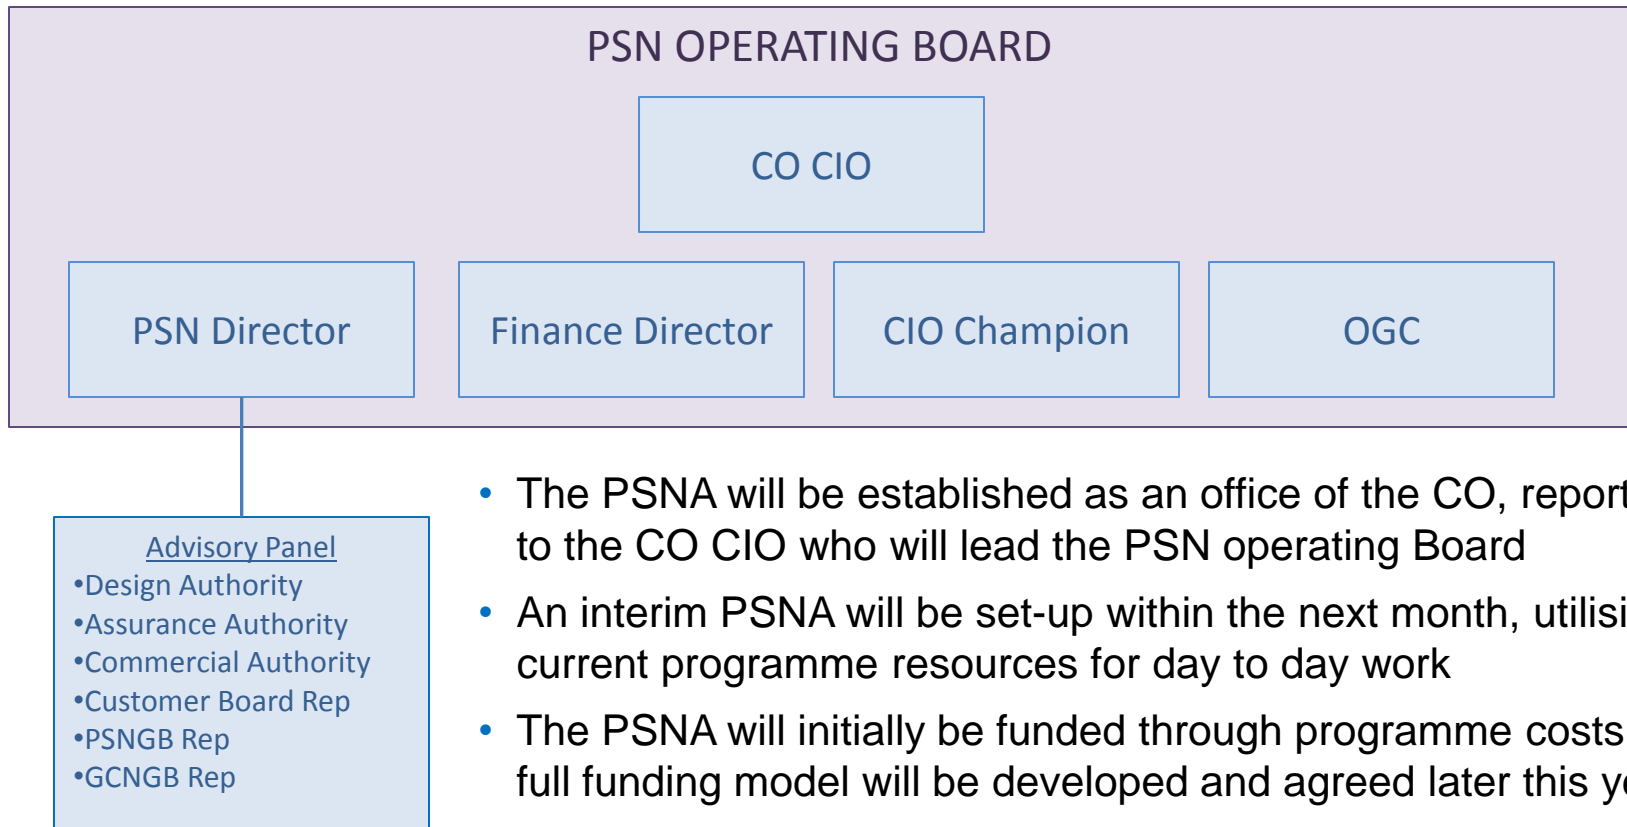 PSN OPERATING BOARD
CO CIO
PSN Director
Finance Director
CIO Champion
OGC
Advisory Panel
•Design Authority
•Assurance Authority
•Commercial Authority
•Customer Board Rep
•PSNGB Rep
•GCNGB Rep
• The PSNA will be established as an office of the CO, report
to the CO CIO who will lead the PSN operating Board
• An interim PSNA will be set-up within the next month, utilisi
current programme resources for day to day work
• The PSNA will initially be funded through programme costs
full funding model will be developed and agreed later this y